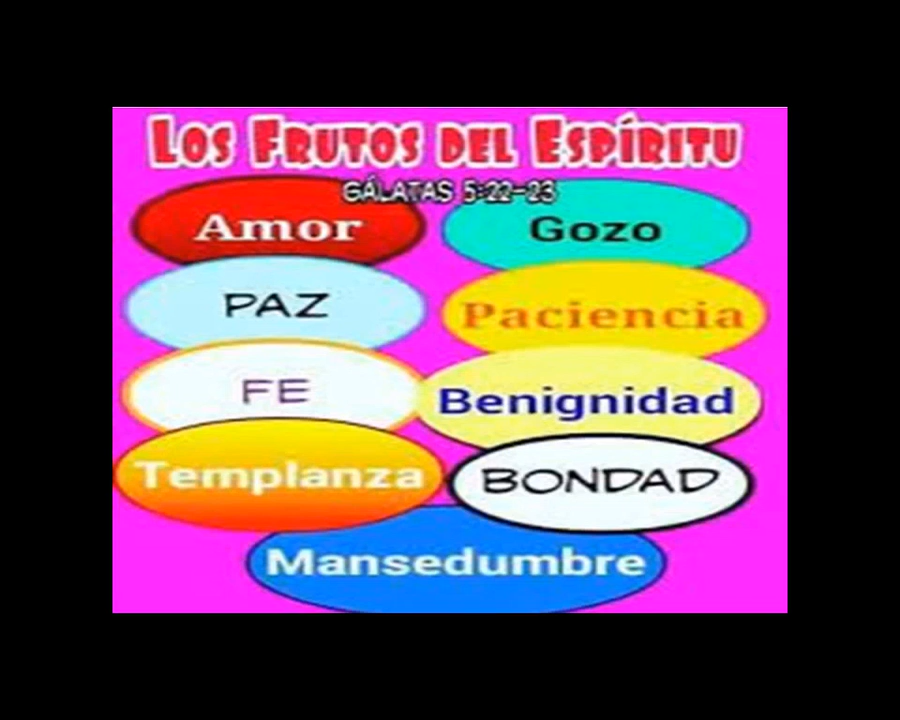 Los Frutos del Espíritu
GÁLATAS 5:22-23
Amor
Gozo
PAZ
Paciencia
FE
Benignidad
Templanza
BONDAD
Mansedumbre